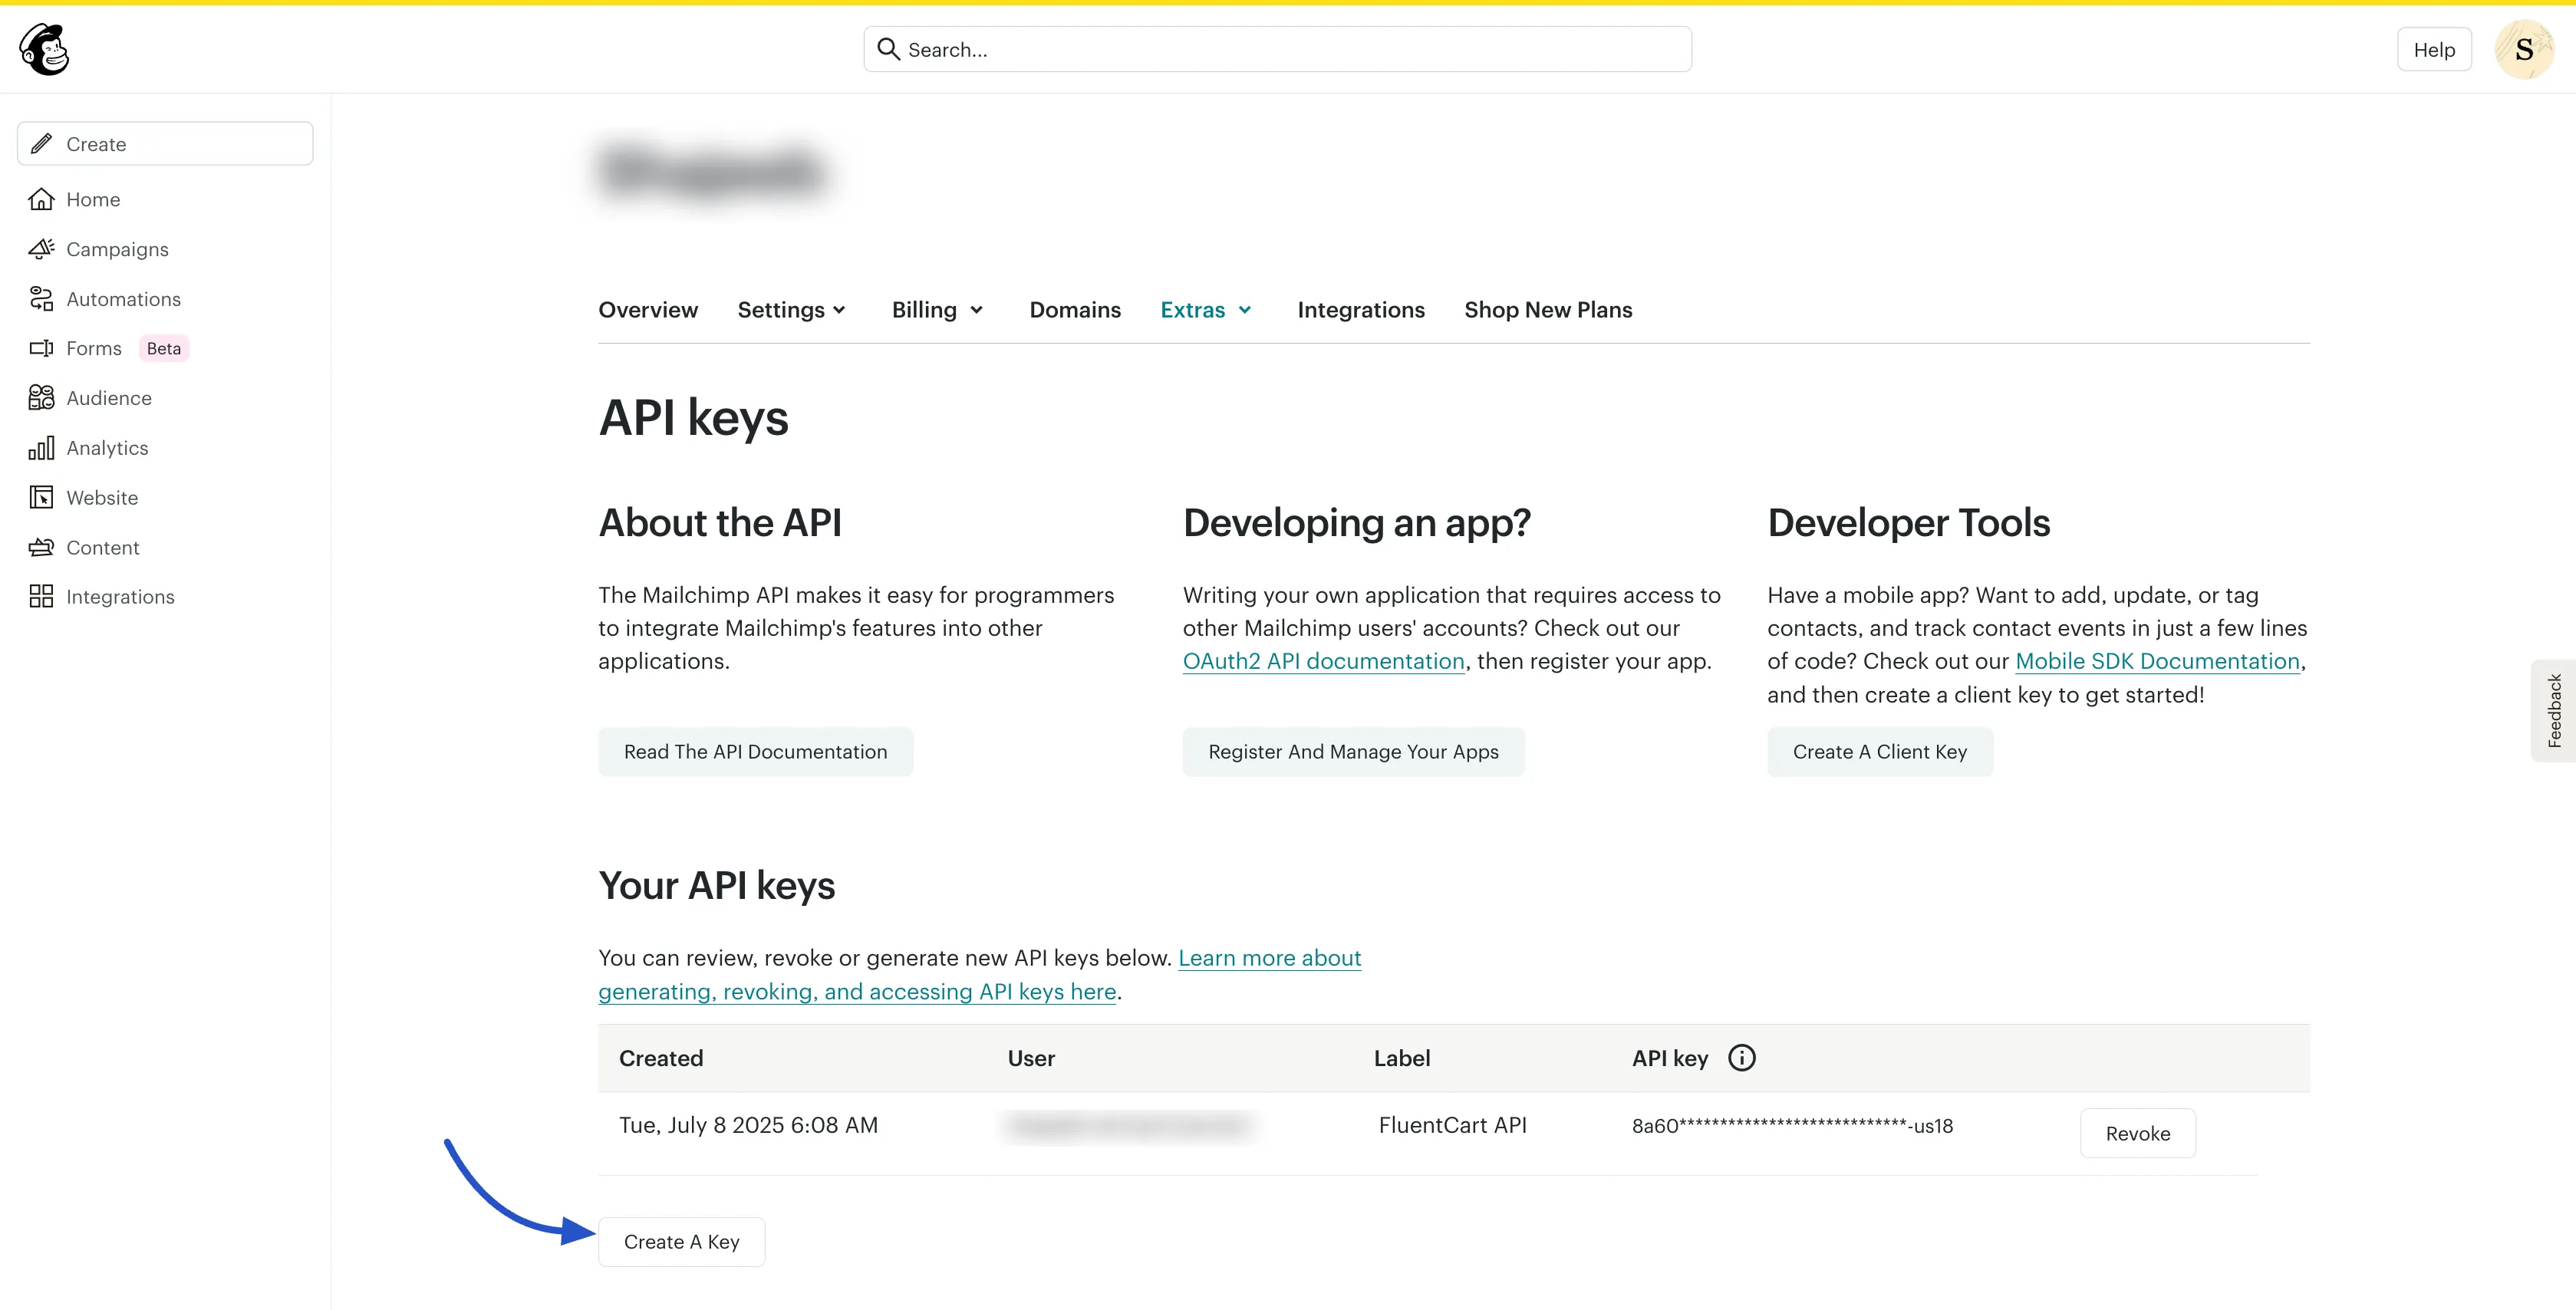 Search...
Help
S
Create
Home
Campaigns
Automations
Forms Beta
Audience
Analytics
Website
Content
Integrations
Overview Settings Billing Domains Extras Integrations Shop New Plans
API keys
About the API
The Mailchimp API makes it easy for programmers
to integrate Mailchimp's features into other
applications.
Read The API Documentation
Developing an app?
Writing your own application that requires access to
other Mailchimp users' accounts? Check out our
OAuth2 API documentation, then register your app.
Register And Manage Your Apps
Developer Tools
Have a mobile app? Want to add, update, or tag
contacts, and track contact events in just a few lines
of code? Check out our Mobile SDK Documentation,
and then create a client key to get started!
Create A Client Key
Feedback
Your API keys
You can review, revoke or generate new API keys below. Learn more about
generating, revoking, and accessing API keys here.
Created User Label API key
Tue, July 8 2025 6:08 AM FluentCart API 8a60****************************-us18 Revoke
Create A Key